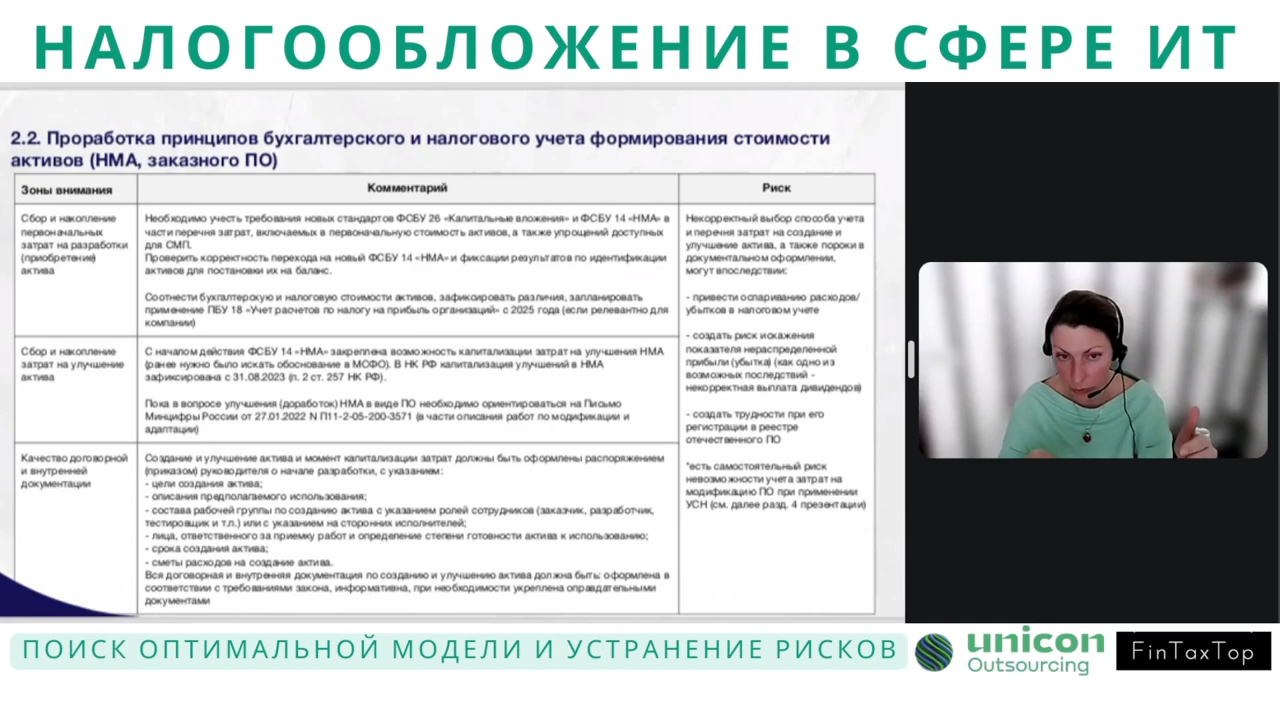 НАЛОГООБЛОЖЕНИЕ В СФЕРЕ ИТ
2.2. Проработка принципов бухгалтерского и налогового учета формирования стоимости
активов (НМА, заказного ПО)
Зоны внимания
Комментарий
Риск
Сбор и накопление
первоначальных
затрат на разработки
(приобретение)
актива
Необходимо учесть требования новых стандартов ФСБУ 26 «Капитальные вложения» и ФСБУ 14 «НМА» в
части перечня затрат, включаемых в первоначальную стоимость активов, а также упрощений доступных
для СМП.
Проверить корректность перехода на новый ФСБУ 14 «НМА» и фиксации результатов по идентификации
активов для постановки их на баланс.
Соотнести бухгалтерскую и налоговую стоимости активов, зафиксировать различия, запланировать
применение ПБУ 18 «Учет расчетов по налогу на прибыль организаций» с 2025 года (если релевантно для
компании)
Некорректный выбор способа учета
и перечня затрат на создание и
улучшение актива, а также пороки в
документальном оформлении,
могут впоследствии:
- привести оспариванию расходов/
убытков в налоговом учете
- создать риск искажения
показателя нераспределенной
прибыли (убытка) (как одно из
возможных последствий -
некорректная выплата дивидендов)
- создать трудности при его
регистрации в реестре
отечественного ПО
*есть самостоятельный риск
невозможности учета затрат на
модификацию ПО при применении
УСН (см. далее разд. 4 презентации)
Сбор и накопление
затрат на улучшение
актива
С началом действия ФСБУ 14 «НМА» закреплена возможность капитализации затрат на улучшения НМА
(ранее нужно было искать обоснование в МСФО). В НК РФ капитализация улучшений в НМА
зафиксирована с 31.08.2023 (п. 2 ст. 257 НК РФ).
Пока в вопросе улучшения (доработок) НМА в виде ПО необходимо ориентироваться на Письмо
Минцифры России от 27.01.2022 N П11-2-05-200-3571 (в части описания работ по модификации и
адаптации)
Качество договорной
и внутренней
документации
Создание и улучшение актива и момент капитализации затрат должны быть оформлены распоряжением
(приказом) руководителя о начале разработки, с указанием:
- цели создания актива;
- описания предполагаемого использования;
- состава рабочей группы по созданию актива с указанием ролей сотрудников (заказчик, разработчик,
тестировщик и т.п.) или с указанием на сторонних исполнителей;
- лица, ответственного за приемку работ и определение степени готовности актива к использованию;
- срока создания актива;
- сметы расходов на создание актива.
Вся договорная и внутренняя документация по созданию и улучшению актива должна быть: оформлена в
соответствии с требованиями закона, информативна, при необходимости укреплена оправдательными
документами
ПОИСК ОПТИМАЛЬНОЙ МОДЕЛИ И УСТРАНЕНИЕ РИСКОВ
unicon
Outsourcing
FinTaxTop